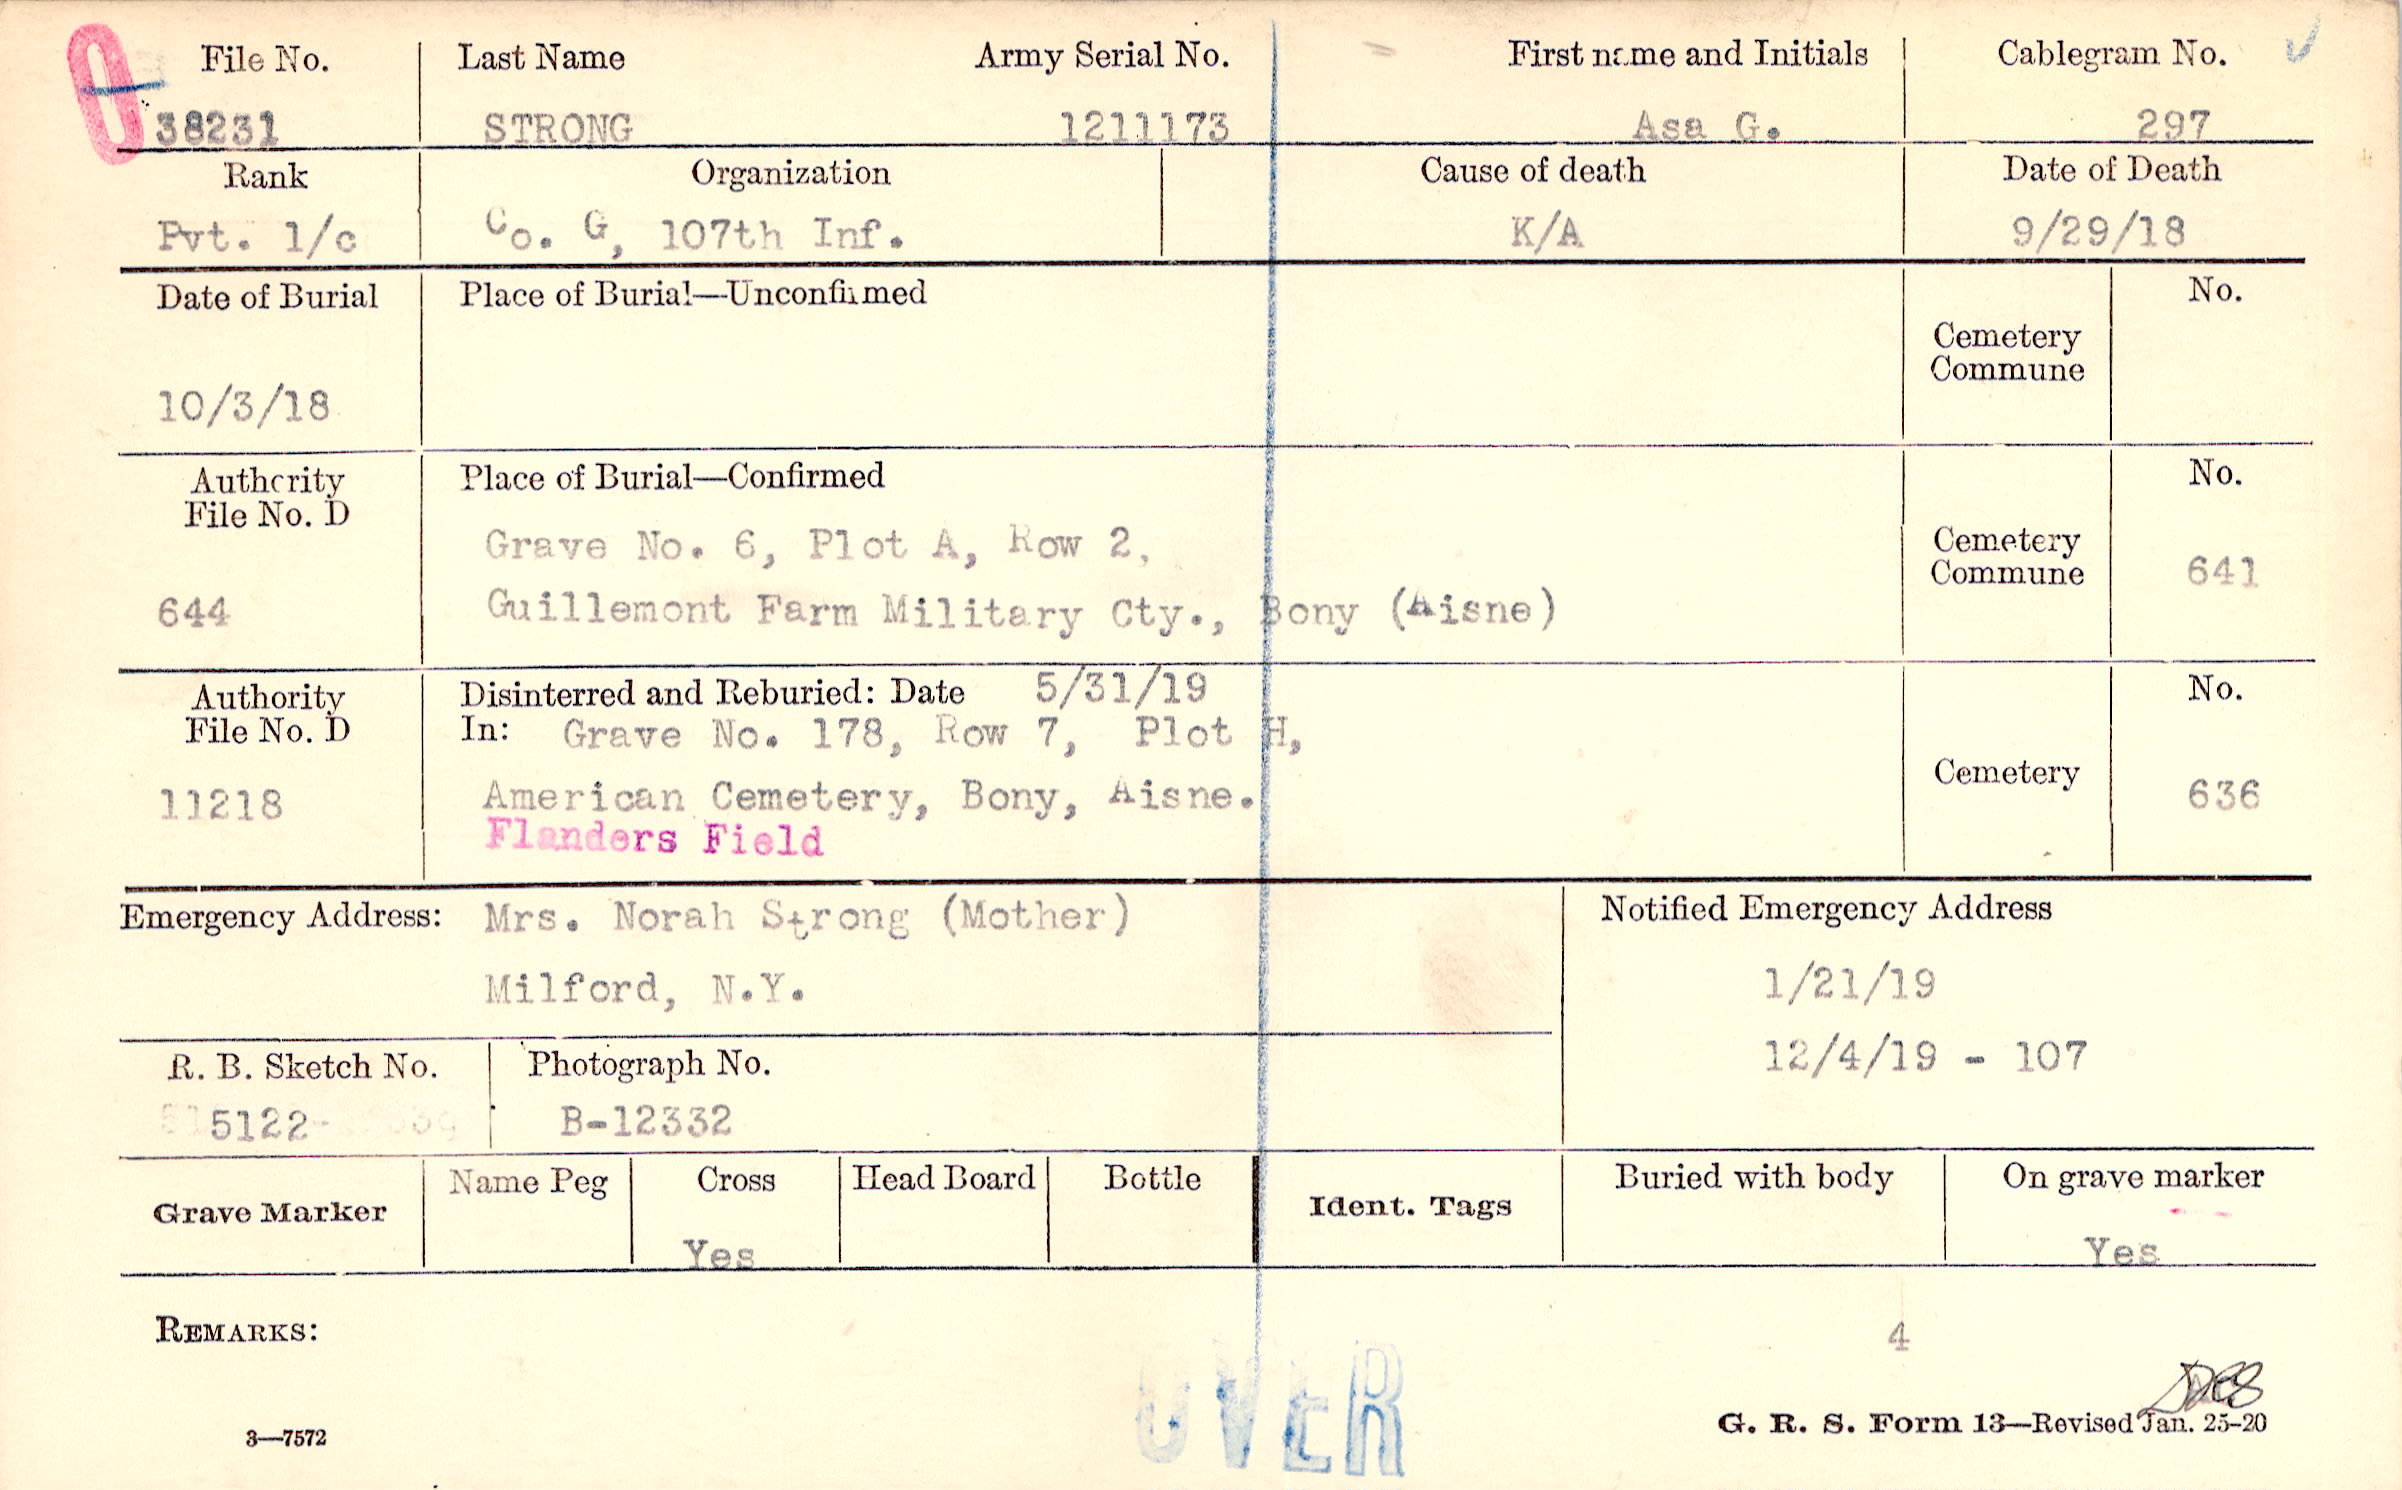 File No. Last Name Army Serial No. First name and Initials Cablegram No.
38231 STRONG 1211173 Asa G. 297
Rank Organization Cause of death Date of Death
Pvt. 1/c Co. G, 107th Inf. K/A 9/29/18
Date of Burial Place of Burial—Unconfirmed No.
Cemetery
Commune
10/3/18
Authority Place of Burial—Confirmed No.
File No. D
Grave No. 6, Plot A, Row 2, Cemetery
Commune 641
644 Guillemont Farm Military Cty., Bony (Aisne)
Authority Disinterred and Reburied: Date 5/31/19 No.
File No. D In: Grave No. 178, Row 7, Plot H,
Cemetery
11218 American Cemetery, Bony, Aisne. 636
Flanders Field
Emergency Address: Mrs. Norah Strong (Mother) Notified Emergency Address
Milford, N.Y. 1/21/19
12/4/19 - 107
R. B. Sketch No. Photograph No.
5122 B-12332
Name Peg Cross Head Board Bottle Buried with body On grave marker
Grave Marker Ident. Tags
Yes Yes
REMARKS: 4
OVER
3—7572 G. R. S. Form 13—Revised Jan. 25-20